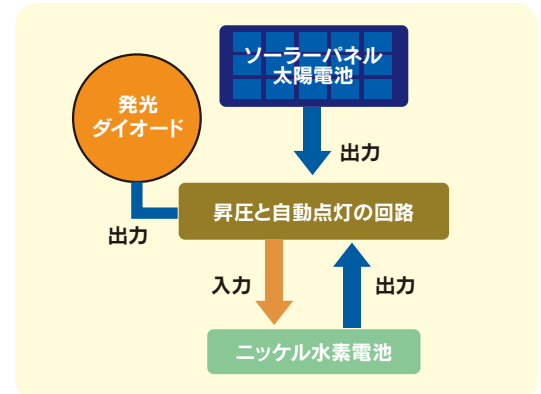 ソーラーパネル
太陽電池
発光
ダイオード
出力
昇圧と自動点灯の回路
出力
入力
出力
ニッケル水素電池